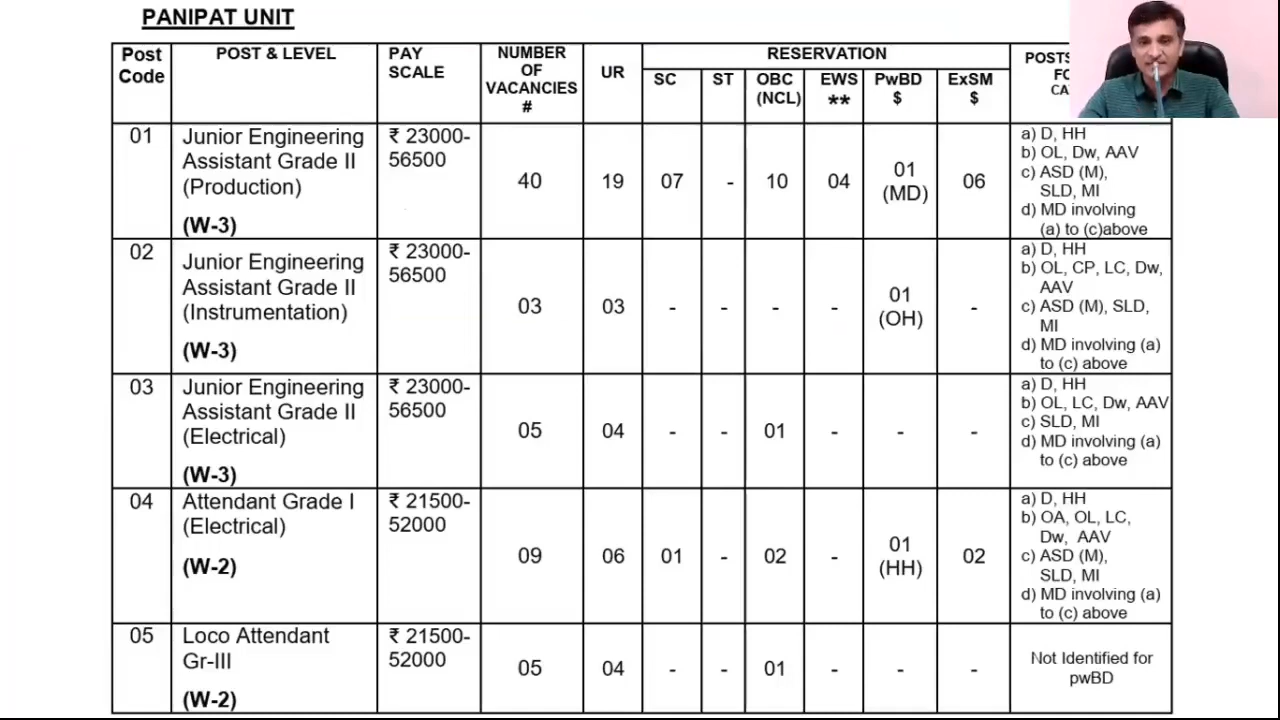 PANIPAT UNIT
Post Code
POST & LEVEL
PAY SCALE
NUMBER OF VACANCIES #
UR
RESERVATION
SC
ST
OBC (NCL)
EWS **
PwBD $
ExSM $
POSTS
01
Junior Engineering
Assistant Grade II
(Production)
(W-3)
₹ 23000-
56500
40
19
07
-
10
04
01
(MD)
06
a) D, HH
b) OL, Dw, AAV
c) ASD (M),
SLD, MI
d) MD involving
(a) to (c)above
02
Junior Engineering
Assistant Grade II
(Instrumentation)
(W-3)
₹ 23000-
56500
03
03
-
-
-
-
01
(OH)
-
a) D, HH
b) OL, CP, LC, Dw,
AAV
c) ASD (M), SLD,
MI
d) MD involving (a)
to (c) above
03
Junior Engineering
Assistant Grade II
(Electrical)
(W-3)
₹ 23000-
56500
05
04
-
-
01
-
-
-
a) D, HH
b) OL, LC, Dw, AAV
c) SLD, MI
d) MD involving (a)
to (c) above
04
Attendant Grade I
(Electrical)
(W-2)
₹ 21500-
52000
09
06
01
-
02
-
01
(HH)
02
a) D, HH
b) OA, OL, LC,
Dw, AAV
c) ASD (M),
SLD, MI
d) MD involving (a)
to (c) above
05
Loco Attendant
Gr-III
(W-2)
₹ 21500-
52000
05
04
-
-
01
-
-
-
Not Identified for
pwBD